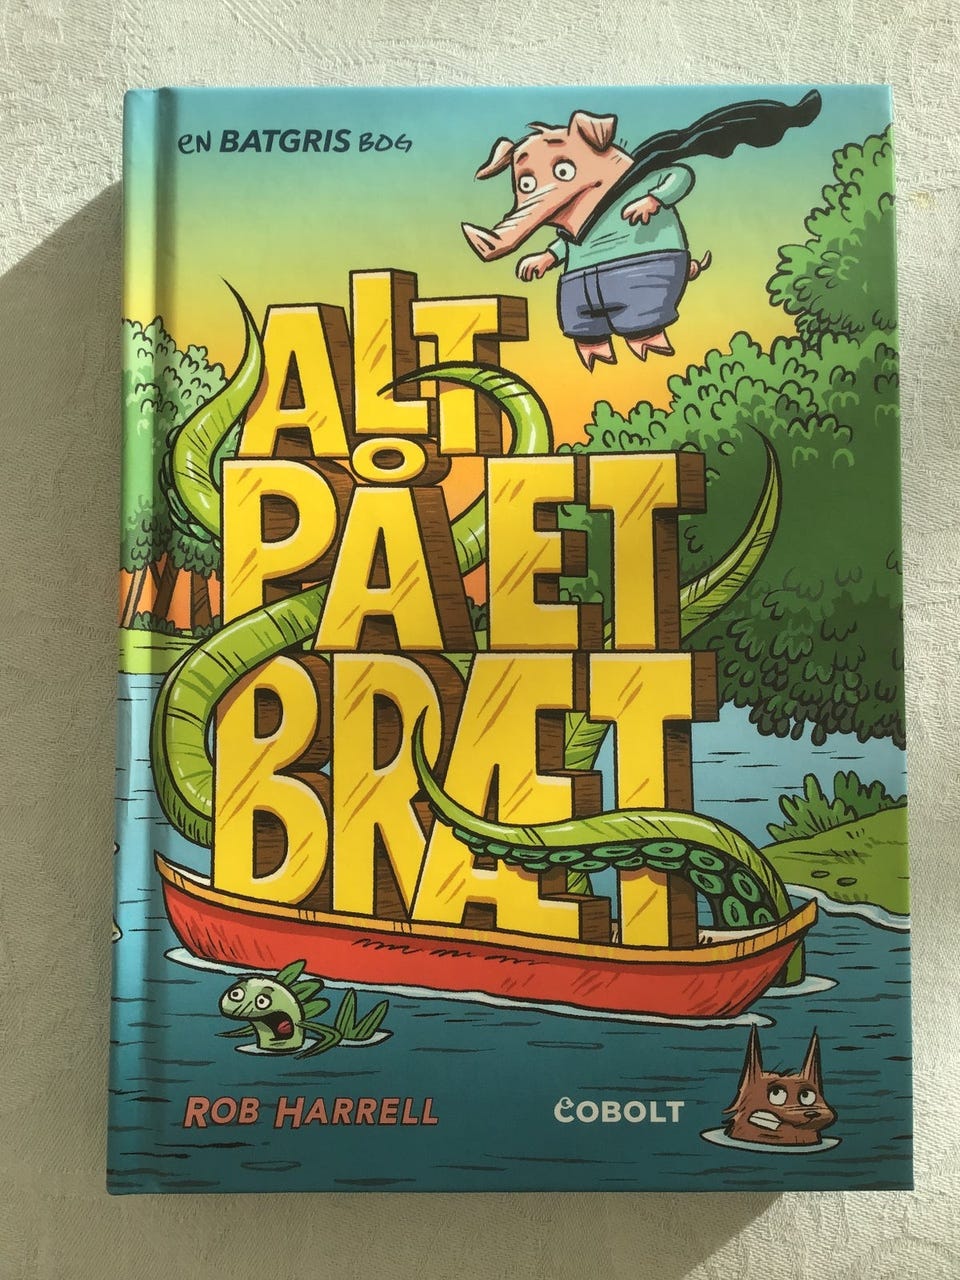 en BATGRIS BOG
ALT
PÅ ET
BRÆT
ROB HARRELL
COBOLT